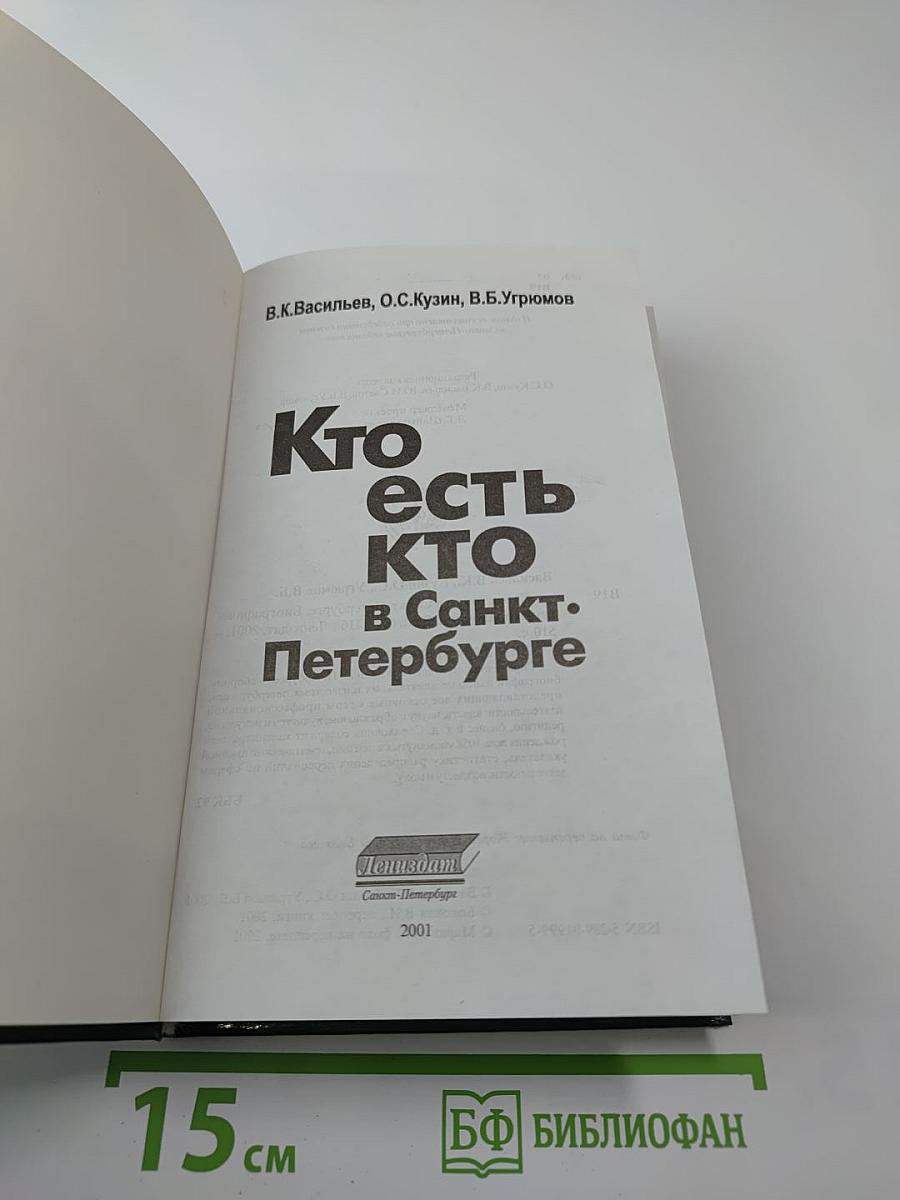 В.К.Васильев, О.С.Кузин, В.Б.Угрюмов
Кто
есть
кто
в Санкт-
Петербурге
Лениздат
Санкт-Петербург
2001
15 см
БФ БИБЛИОФАН